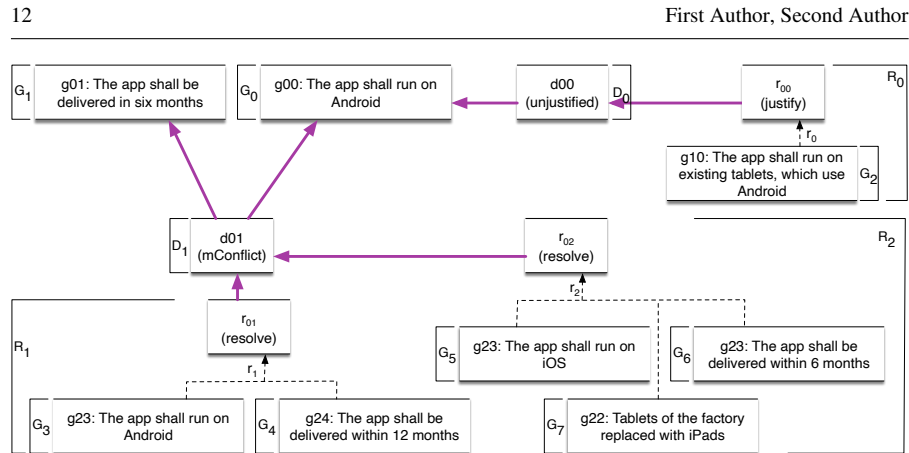 12
First Author, Second Author
G1
g01: The app shall be
delivered in six months
G0
g00: The app shall run on
Android
d00
(unjustified)
D0
r00
(justify)
R0
r0
g10: The app shall run on
existing tablets, which use
Android
G2
D1
d01
(mConflict)
r02
(resolve)
R2
r2
R1
r01
(resolve)
r1
G5
g23: The app shall run on
iOS
G6
g23: The app shall be
delivered within 6 months
G3
g23: The app shall run on
Android
G4
g24: The app shall be
delivered within 12 months
G7
g22: Tablets of the factory
replaced with iPads